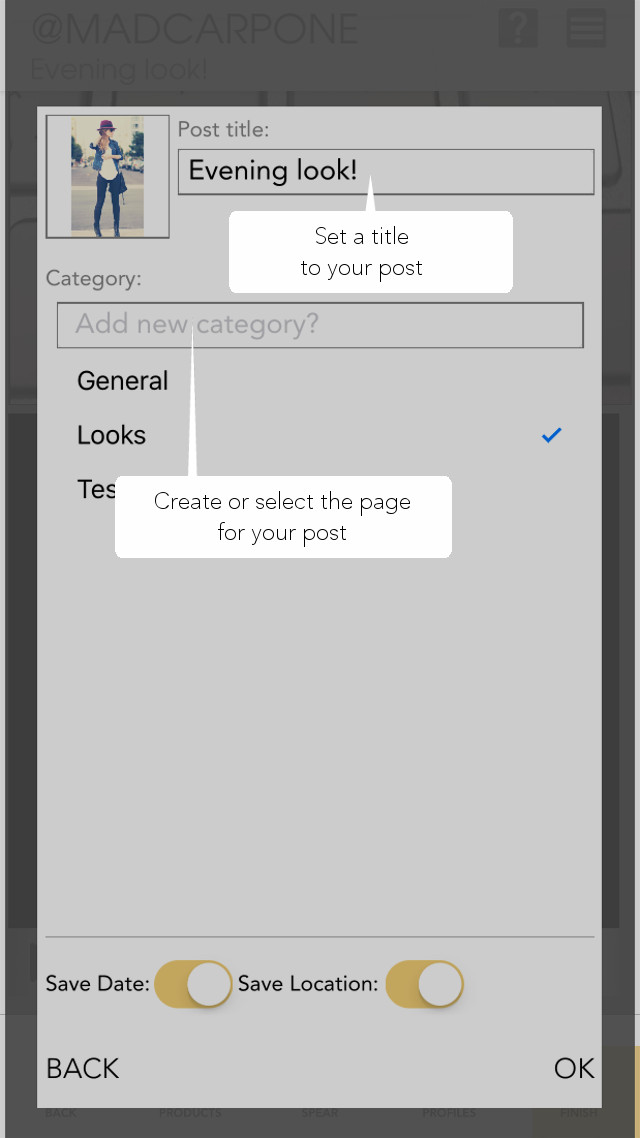 @MADCARPONE
?
Evening look!
Post title:
Evening look!
Set a title
to your post
Category:
Add new category?
General
Looks
Tes
Create or select the page
for your post
Save Date:
Save Location:
BACK
OK
BACK
PRODUCTS
PROFILES
FINISH